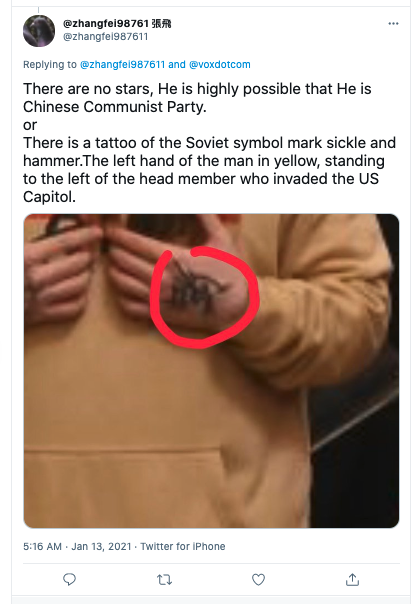 @zhangfei98761 張飛
@zhangfei987611
Replying to @zhangfei987611 and @voxdotcom
There are no stars, He is highly possible that He is
Chinese Communist Party.
or
There is a tattoo of the Soviet symbol mark sickle and
hammer.The left hand of the man in yellow, standing
to the left of the head member who invaded the US
Capitol.
5:16 AM · Jan 13, 2021 · Twitter for iPhone